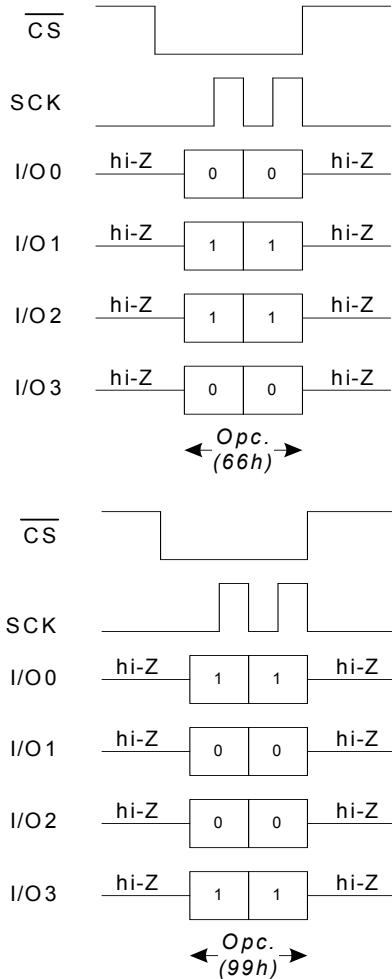 CS
SCK
I/O0 hi-Z 0 0 hi-Z
I/O1 hi-Z 1 1 hi-Z
I/O2 hi-Z 1 1 hi-Z
I/O3 hi-Z 0 0 hi-Z
Opc.
(66h)
CS
SCK
I/O0 hi-Z 1 1 hi-Z
I/O1 hi-Z 0 0 hi-Z
I/O2 hi-Z 0 0 hi-Z
I/O3 hi-Z 1 1 hi-Z
Opc.
(99h)